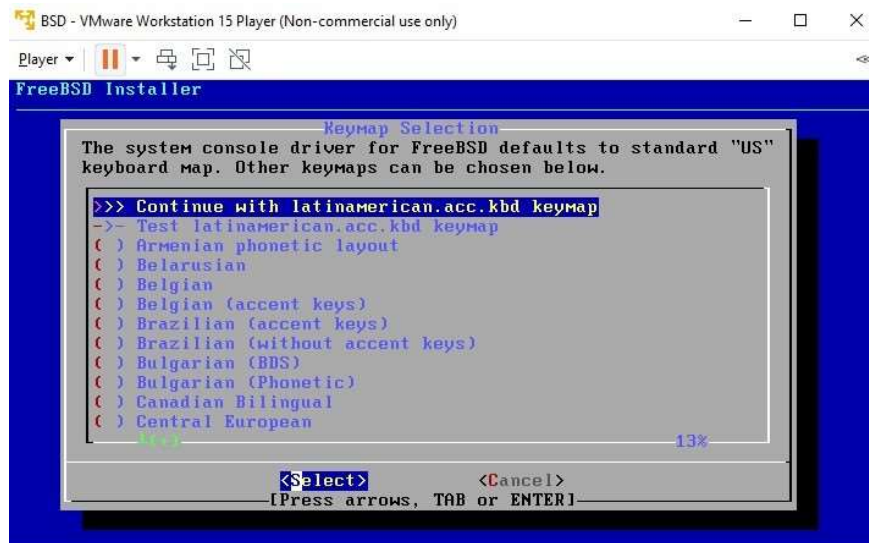 BSD - VMware Workstation 15 Player (Non-commercial use only)
Player
FreeBSD Installer
Keymap Selection
The system console driver for FreeBSD defaults to standard "US"
keyboard map. Other keymaps can be chosen below.
>>> Continue with latinamerican.acc.kbd keymap
->- Test latinamerican.acc.kbd keymap
( ) Armenian phonetic layout
( ) Belarusian
( ) Belgian
( ) Belgian (accent keys)
( ) Brazilian (accent keys)
( ) Brazilian (without accent keys)
( ) Bulgarian (BDS)
( ) Bulgarian (Phonetic)
( ) Canadian Bilingual
( ) Central European
13%
<Select> <Cancel>
[Press arrows, TAB or ENTER]